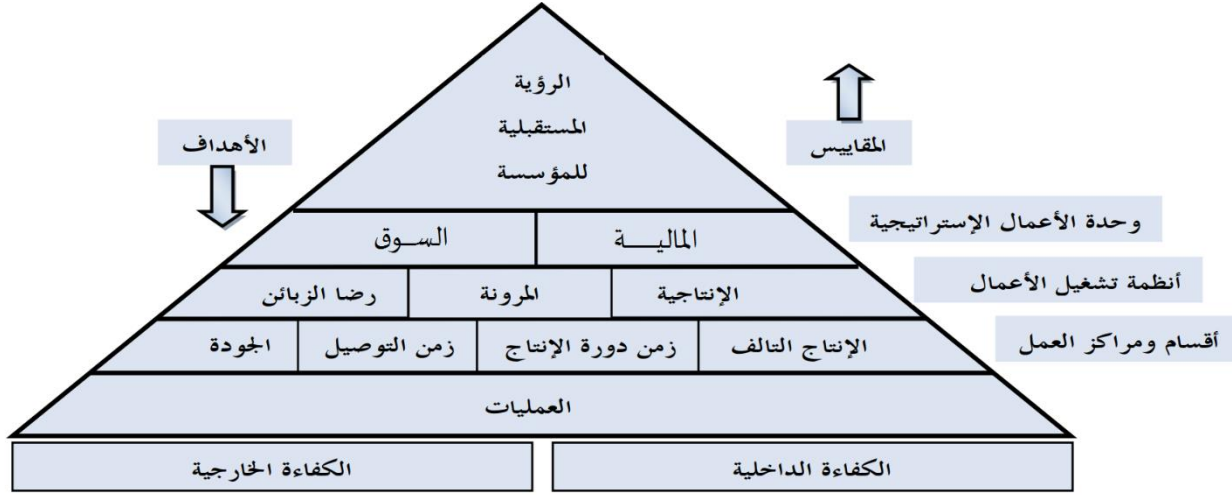 الرؤية
المستقبلية
للمؤسسة
المقاييس
الأهداف
وحدة الأعمال الإستراتيجية
الماليـــة
الســوق
أنظمة تشغيل الأعمال
الإنتاجية
المرونة
رضا الزبائن
أقسام ومراكز العمل
الإنتاج التالف
زمن دورة الإنتاج
زمن التوصيل
الجودة
العمليات
الكفاءة الداخلية
الكفاءة الخارجية